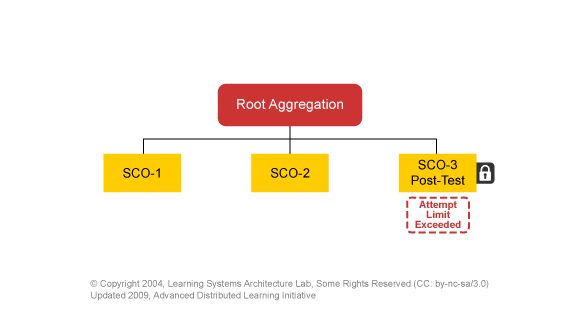 Root Aggregation
SCO-1
SCO-2
SCO-3
Post-Test
Attempt
Limit
Exceeded
© Copyright 2004, Learning Systems Architecture Lab, Some Rights Reserved (CC: by-nc-sa/3.0)
Updated 2009, Advanced Distributed Learning Initiative